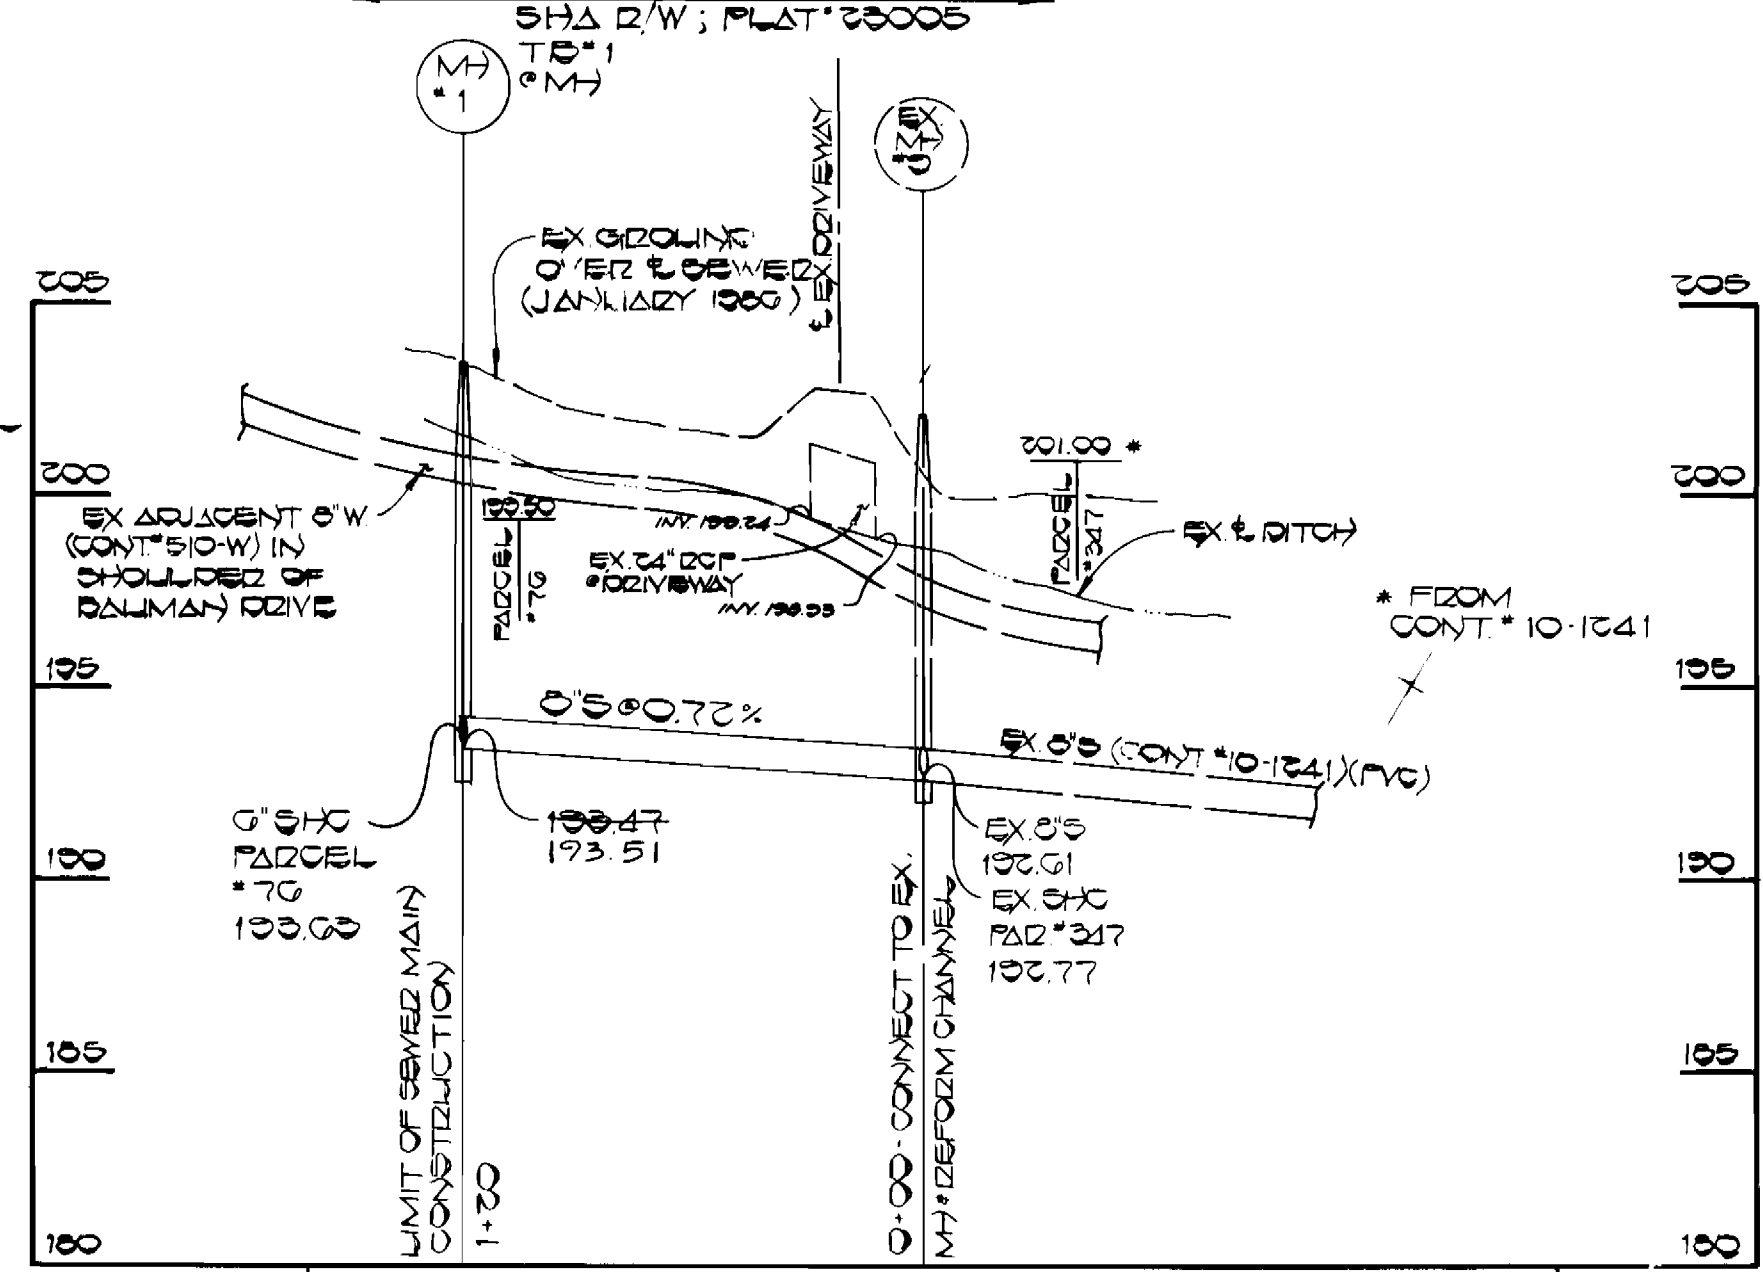 SHA R/W; PLAT #23005
TB #1
@ MH
MH
#1
EX.
MH
℄ EX. DRIVEWAY
EX. GROUND
OVER ℄ SEWER
(JANUARY 1986)
205
205
200
200
195
195
190
190
185
185
180
180
EX ADJACENT 8"W.
(CONT #510-W) IN
SHOULDER OF
BAUMAN DRIVE
199.50
PARCEL
#76
INV. 199.24
EX. 24" RCP
@ DRIVEWAY
INV. 198.93
201.00 *
PARCEL
#347
EX. ℄ DITCH
* FROM
CONT. # 10-1241
8"S @ 0.72%
EX. 8"S (CONT #10-1241)(PVC)
6" SHC
PARCEL
#76
193.63
193.47
193.51
EX. 8"S
192.61
EX. SHC
PAR. #347
192.77
LIMIT OF SEWER MAIN
CONSTRUCTION
1+20
0+00 - CONNECT TO EX.
MH * REFORM CHANNEL